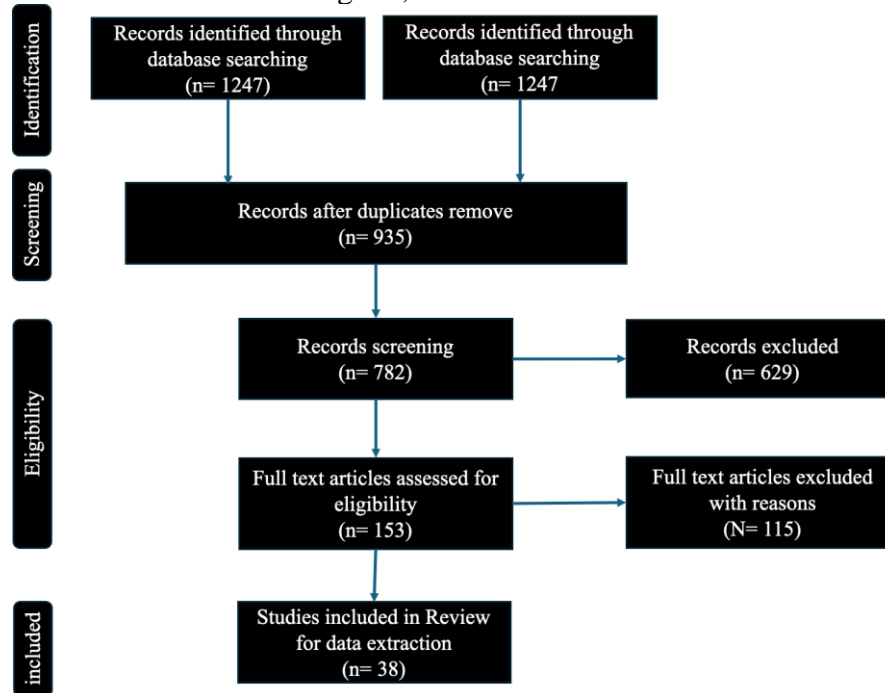 Identification
Records identified through
database searching
(n= 1247)
Records identified through
database searching
(n= 1247
Screening
Records after duplicates remove
(n= 935)
Eligibility
Records screening
(n= 782)
Records excluded
(n= 629)
Full text articles assessed for
eligibility
(n= 153)
Full text articles excluded
with reasons
(N= 115)
included
Studies included in Review
for data extraction
(n= 38)